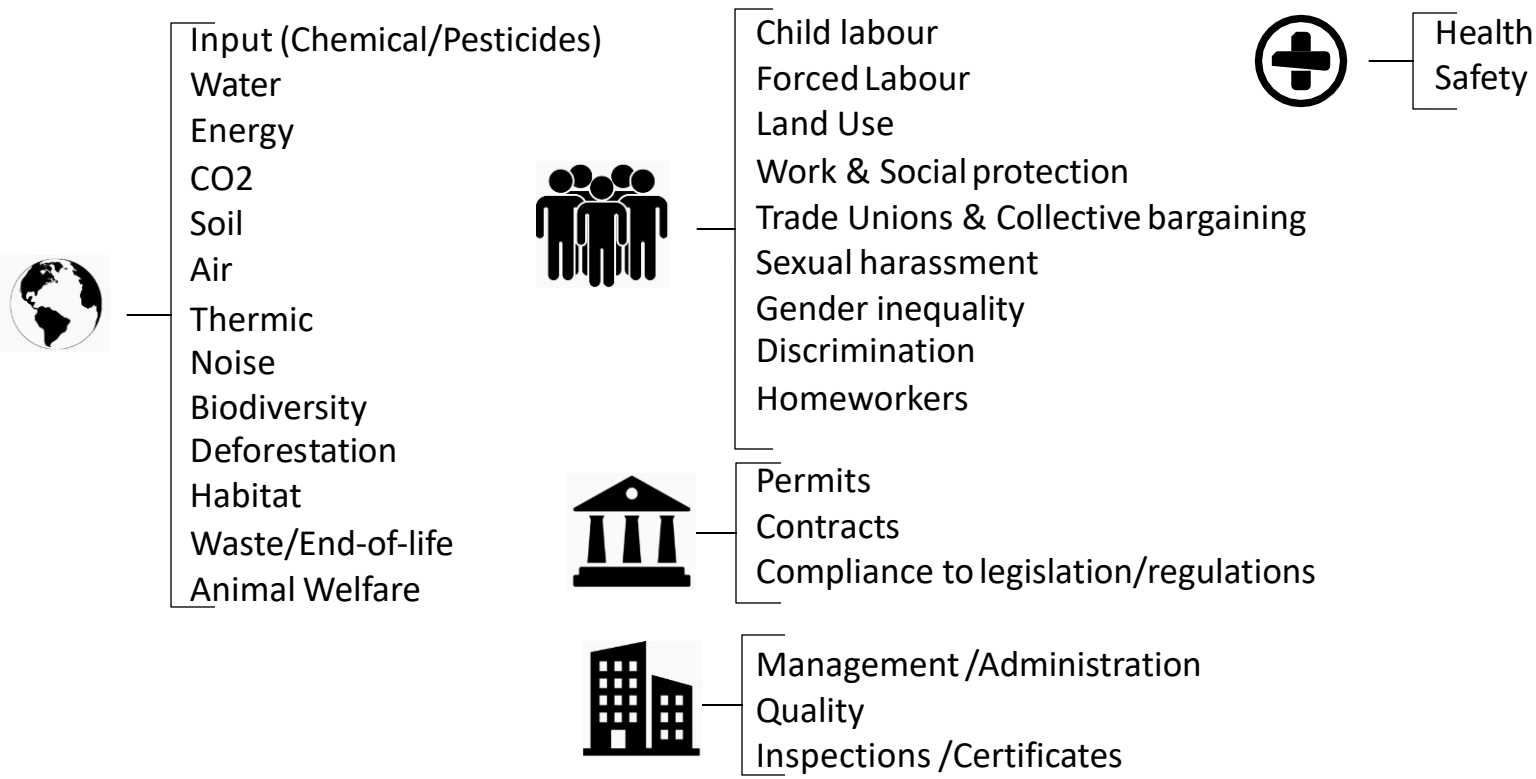 Input (Chemical/Pesticides)
Water
Energy
CO2
Soil
Air
Thermic
Noise
Biodiversity
Deforestation
Habitat
Waste/End-of-life
Animal Welfare
Child labour
Forced Labour
Land Use
Work & Social protection
Trade Unions & Collective bargaining
Sexual harassment
Gender inequality
Discrimination
Homeworkers
Permits
Contracts
Compliance to legislation/regulations
Management /Administration
Quality
Inspections /Certificates
Health
Safety